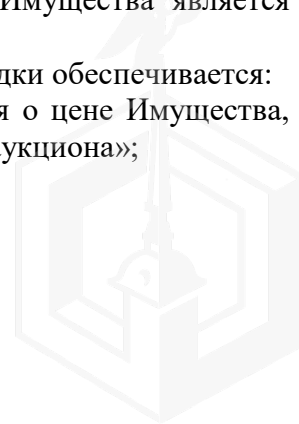 Имущества является
дки обеспечивается:
я о цене Имущества,
укциона»;